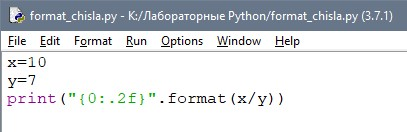 format_chisla.py - K:/Лабораторные Python/format_chisla.py (3.7.1)
File Edit Format Run Options Window Help
x=10
y=7
print("{0:.2f}".format(x/y))